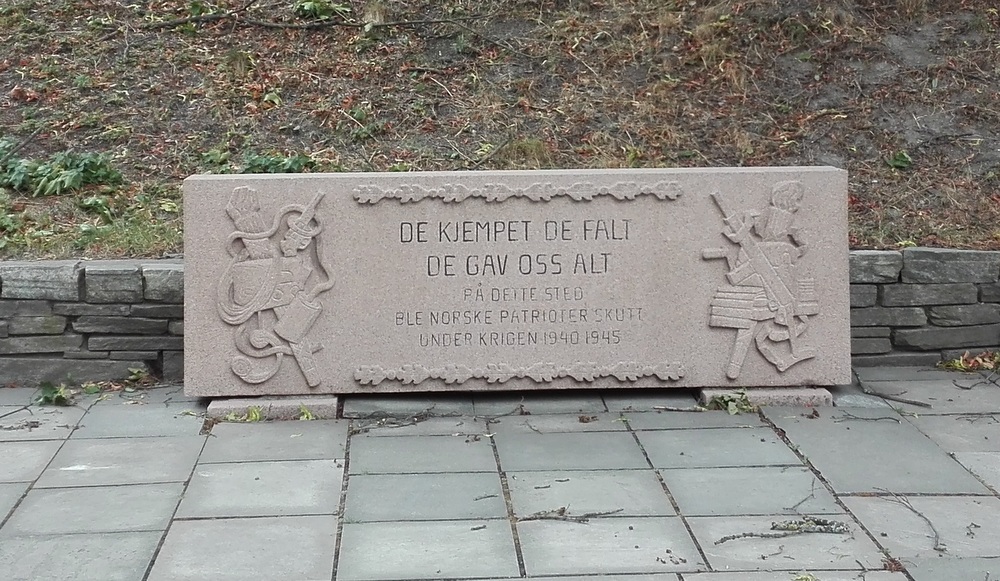 DE KJEMPET DE FALT
DE GAV OSS ALT
PÅ DETTE STED
BLE NORSKE PATRIOTER SKUTT
UNDER KRIGEN 1940 1945